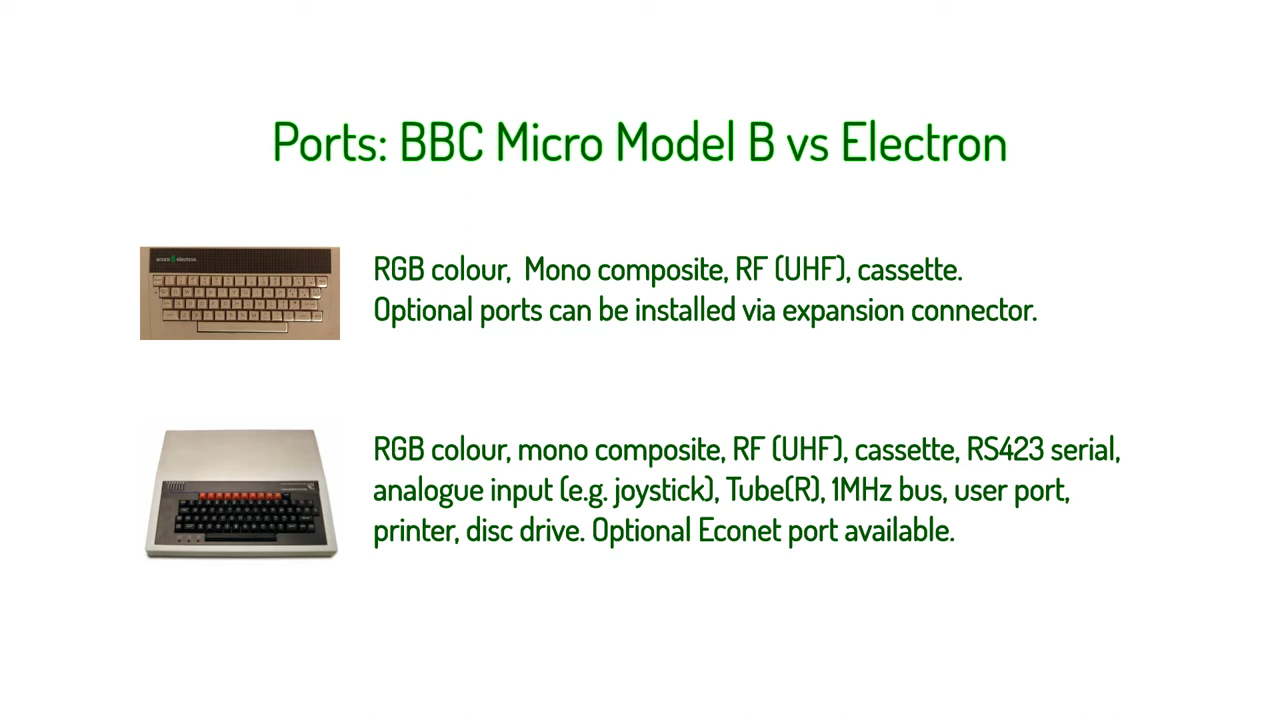 Ports: BBC Micro Model B vs Electron
acorn electron
RGB colour, Mono composite, RF (UHF), cassette.
Optional ports can be installed via expansion connector.
RGB colour, mono composite, RF (UHF), cassette, RS423 serial,
analogue input (e.g. joystick), Tube(R), 1MHz bus, user port,
printer, disc drive. Optional Econet port available.